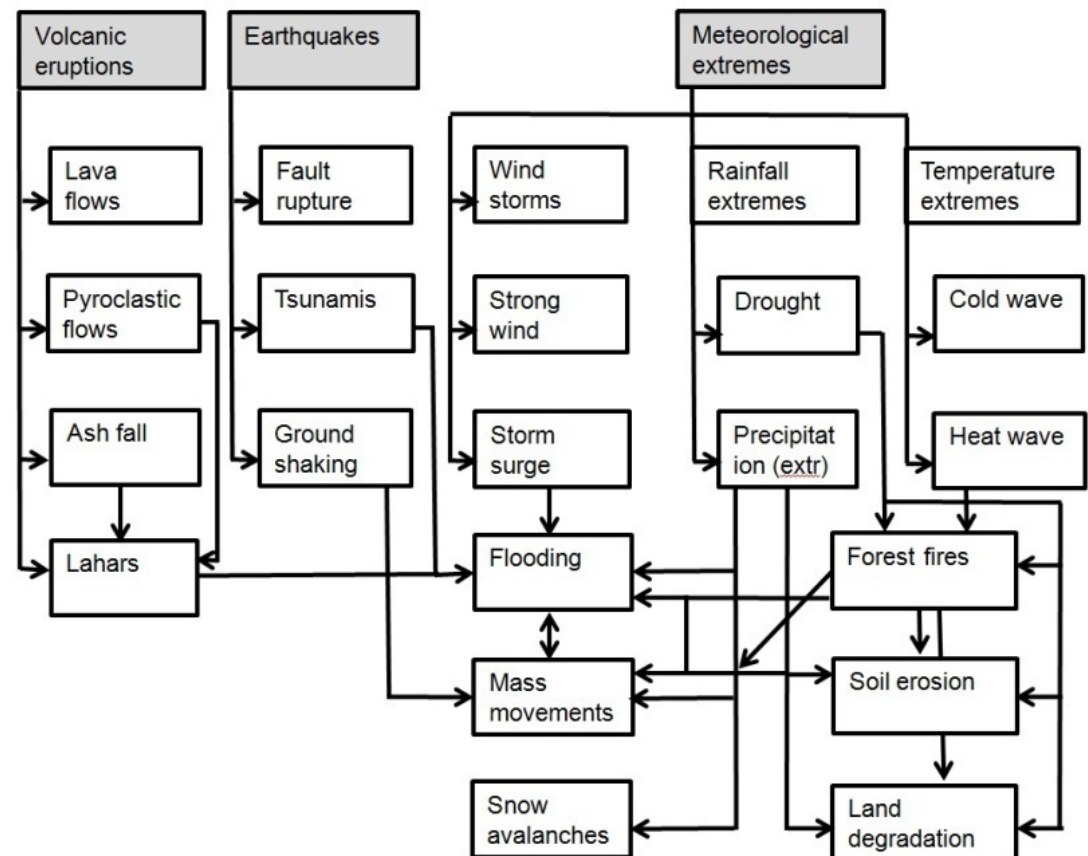 Volcanic
eruptions
Earthquakes
Meteorological
extremes
Lava
flows
Fault
rupture
Wind
storms
Rainfall
extremes
Temperature
extremes
Pyroclastic
flows
Tsunamis
Strong
wind
Drought
Cold wave
Ash fall
Ground
shaking
Storm
surge
Precipitat
ion (extr)
Heat wave
Lahars
Flooding
Forest fires
Mass
movements
Soil erosion
Snow
avalanches
Land
degradation